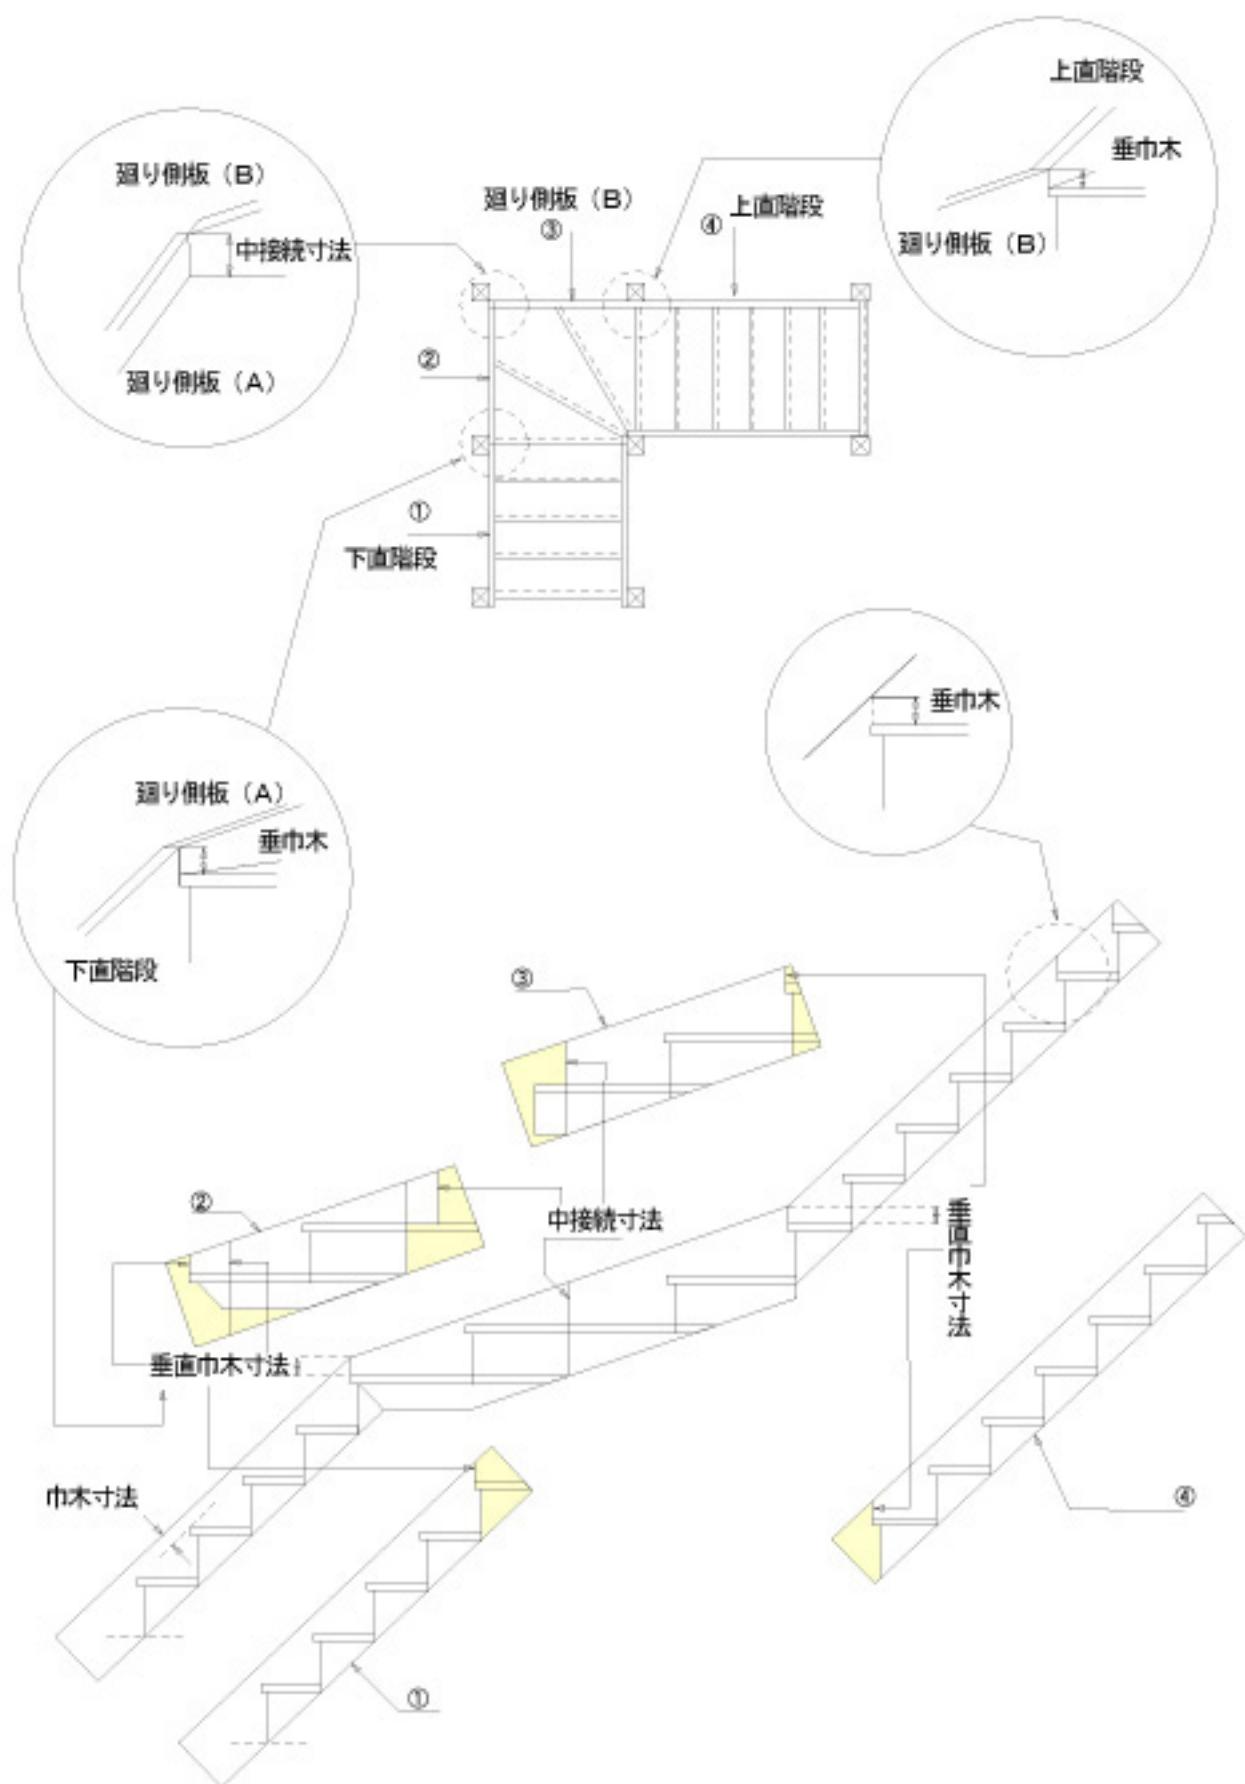 上直階段
垂巾木
廻り側板（B）
廻り側板（B）
中接続寸法
廻り側板（A）
廻り側板（B）
③
④
上直階段
②
①
下直階段
垂巾木
廻り側板（A）
垂巾木
下直階段
③
②
中接続寸法
垂直巾木寸法
垂直巾木寸法
巾木寸法
④
①